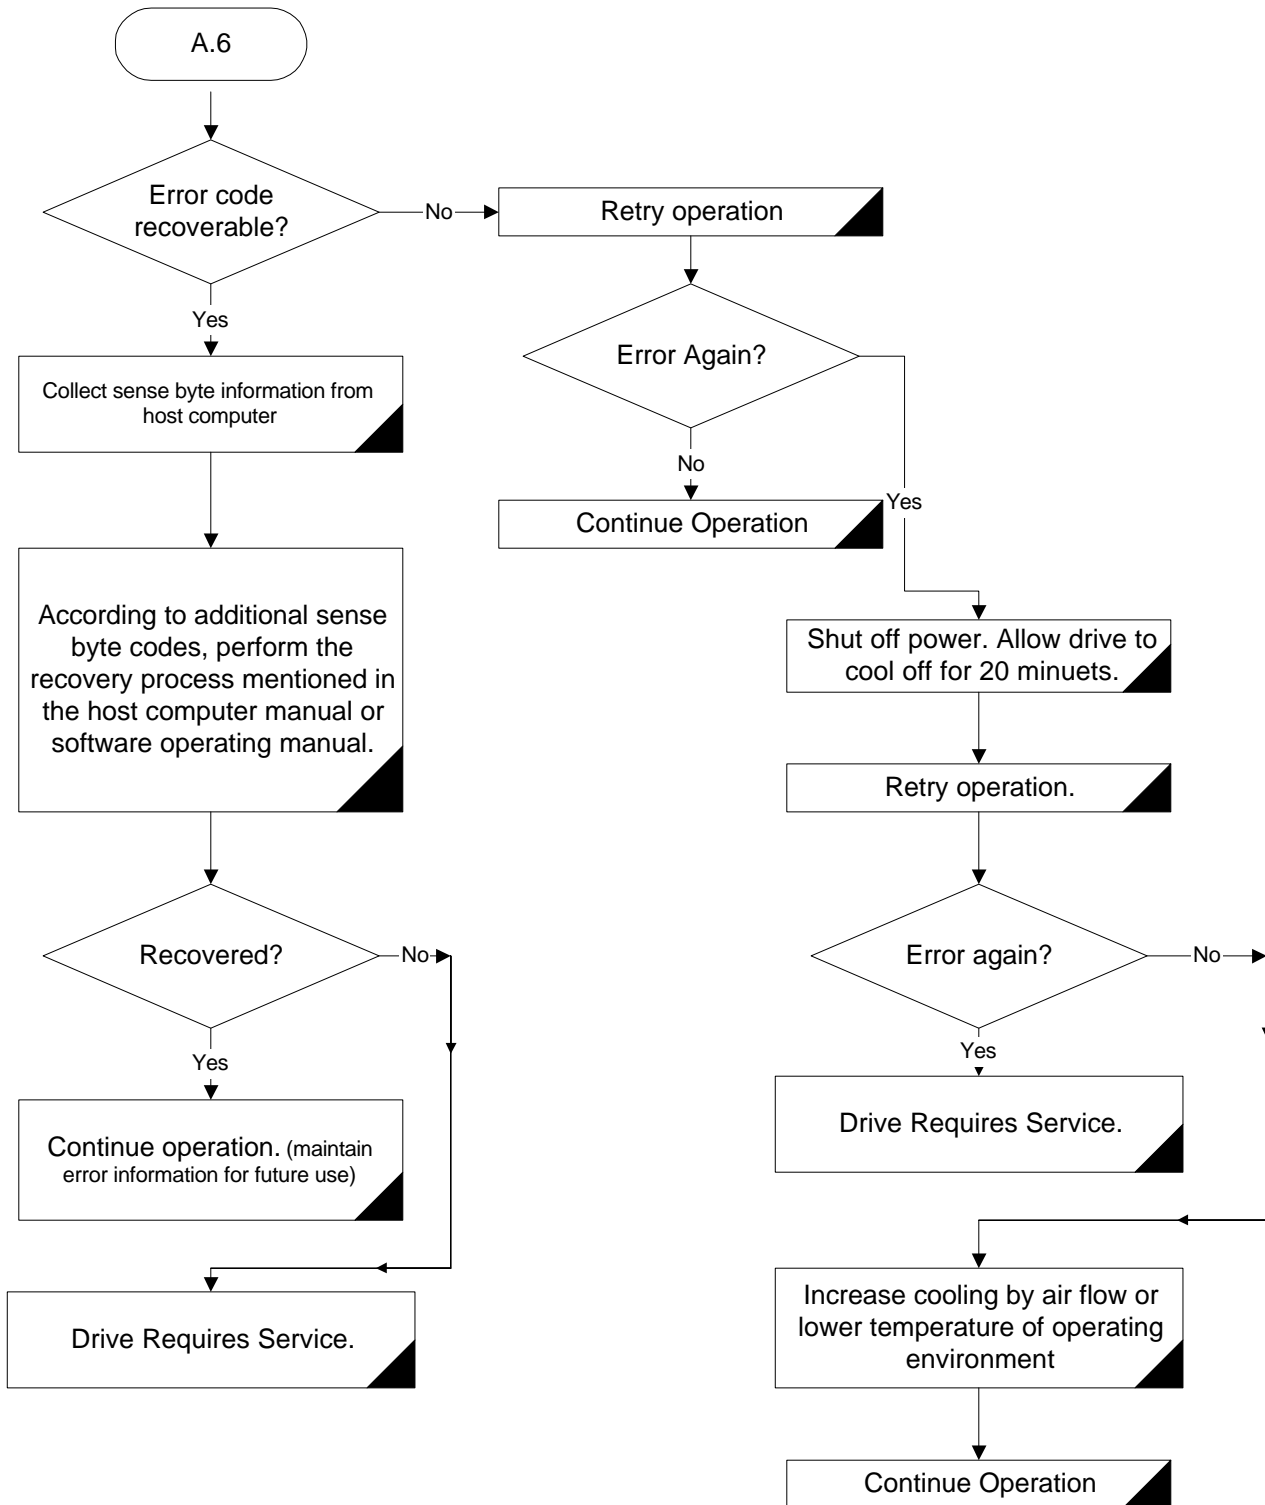 A.6
Error code
recoverable?
No
Retry operation
Yes
Error Again?
Collect sense byte information from
host computer
No
Yes
Continue Operation
According to additional sense
byte codes, perform the
recovery process mentioned in
the host computer manual or
software operating manual.
Shut off power. Allow drive to
cool off for 20 minuets.
Retry operation.
Recovered?
No
Error again?
No
Yes
Yes
Continue operation. (maintain
error information for future use)
Drive Requires Service.
Drive Requires Service.
Increase cooling by air flow or
lower temperature of operating
environment
Continue Operation